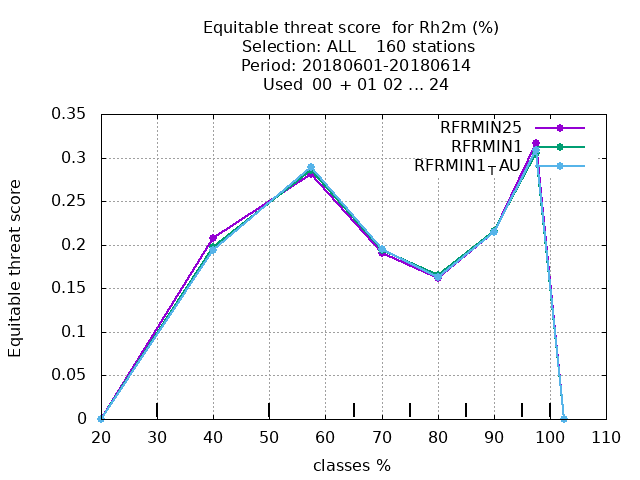 Equitable threat score  for Rh2m (%)
Selection: ALL    160 stations
Period: 20180601-20180614
Used  00  + 01 02 ... 24
RFRMIN25
RFRMIN1
RFRMIN1TAU
0.35
0.3
0.25
0.2
0.15
0.1
0.05
0
Equitable threat score
20 30 40 50 60 70 80 90 100 110
classes %